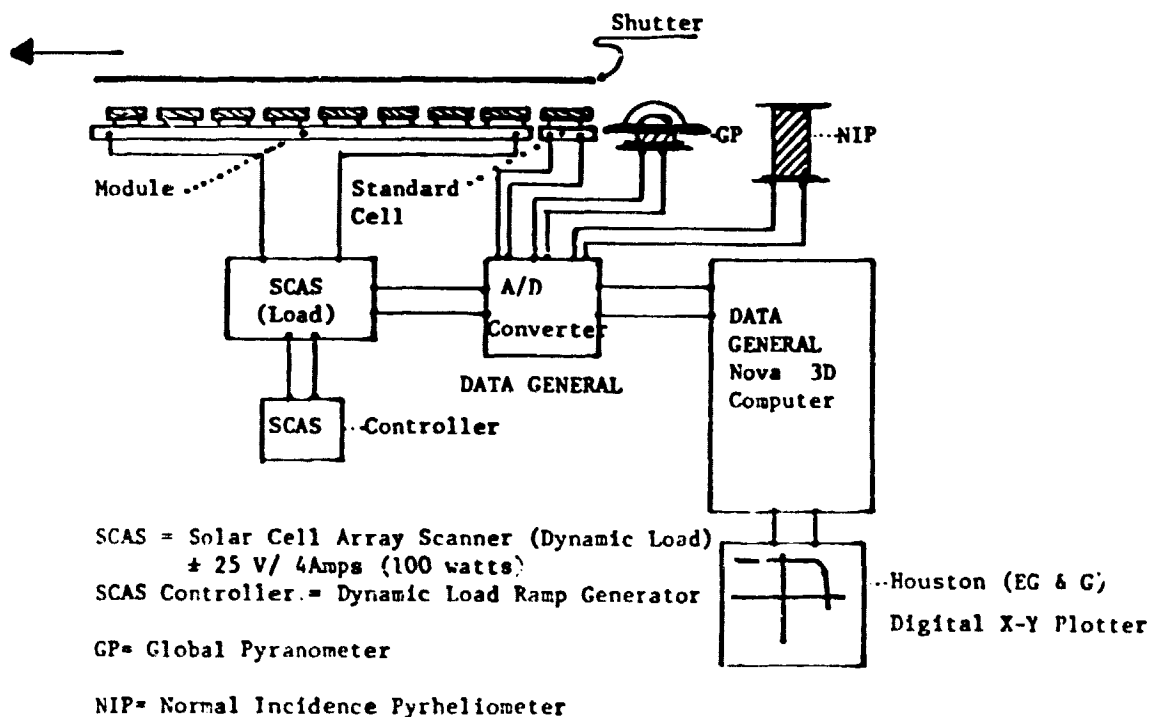 Shutter
GP
NIP
Module
Standard
Cell
SCAS
(Load)
A/D
Converter
DATA
GENERAL
Nova 3D
Computer
DATA GENERAL
SCAS
Controller
SCAS = Solar Cell Array Scanner (Dynamic Load)
± 25 V/ 4Amps (100 watts)
SCAS Controller = Dynamic Load Ramp Generator
Houston (EG & G)
Digital X-Y Plotter
GP= Global Pyranometer
NIP= Normal Incidence Pyrheliometer